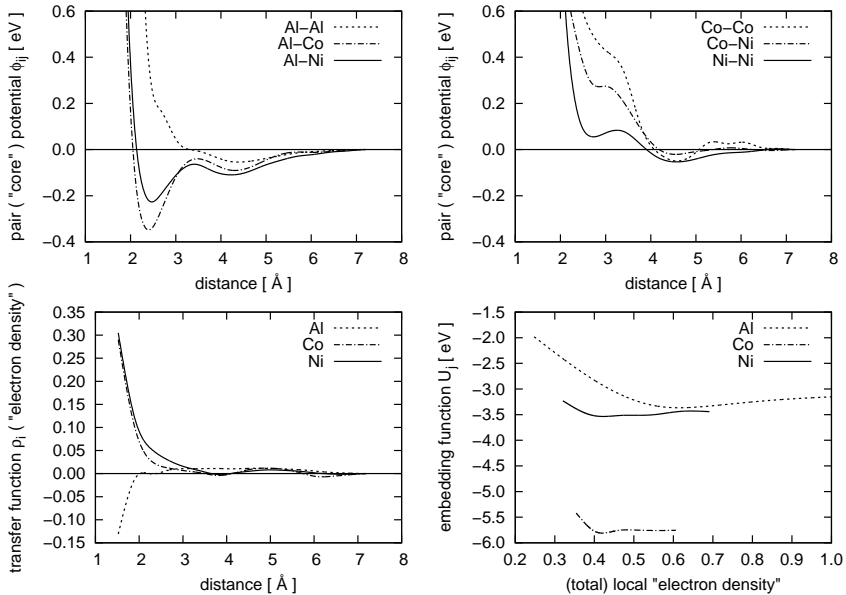 pair ( "core" ) potential ϕij [ eV ]
0.6
0.4
0.2
0.0
−0.2
−0.4
1 2 3 4 5 6 7 8
distance [ Å ]
Al−Al
Al−Co
Al−Ni
pair ( "core" ) potential ϕij [ eV ]
0.6
0.4
0.2
0.0
−0.2
−0.4
1 2 3 4 5 6 7 8
distance [ Å ]
Co−Co
Co−Ni
Ni−Ni
transfer function ρi ( "electron density" )
0.35
0.30
0.25
0.20
0.15
0.10
0.05
0.00
−0.05
−0.10
−0.15
1 2 3 4 5 6 7 8
distance [ Å ]
Al
Co
Ni
embedding function Uj [ eV ]
−1.5
−2.0
−2.5
−3.0
−3.5
−4.0
−4.5
−5.0
−5.5
−6.0
0.2 0.3 0.4 0.5 0.6 0.7 0.8 0.9 1.0
(total) local "electron density"
Al
Co
Ni